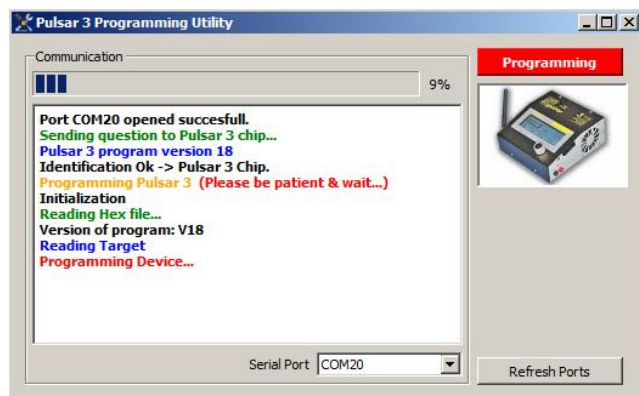 Pulsar 3 Programming Utility
Communication
9%
Programming
Port COM20 opened succesfull.
Sending question to Pulsar 3 chip...
Pulsar 3 program version 18
Identification Ok -> Pulsar 3 Chip.
Programming Pulsar 3 (Please be patient & wait...)
Initialization
Reading Hex file...
Version of program: V18
Reading Target
Programming Device...
Serial Port COM20
Refresh Ports